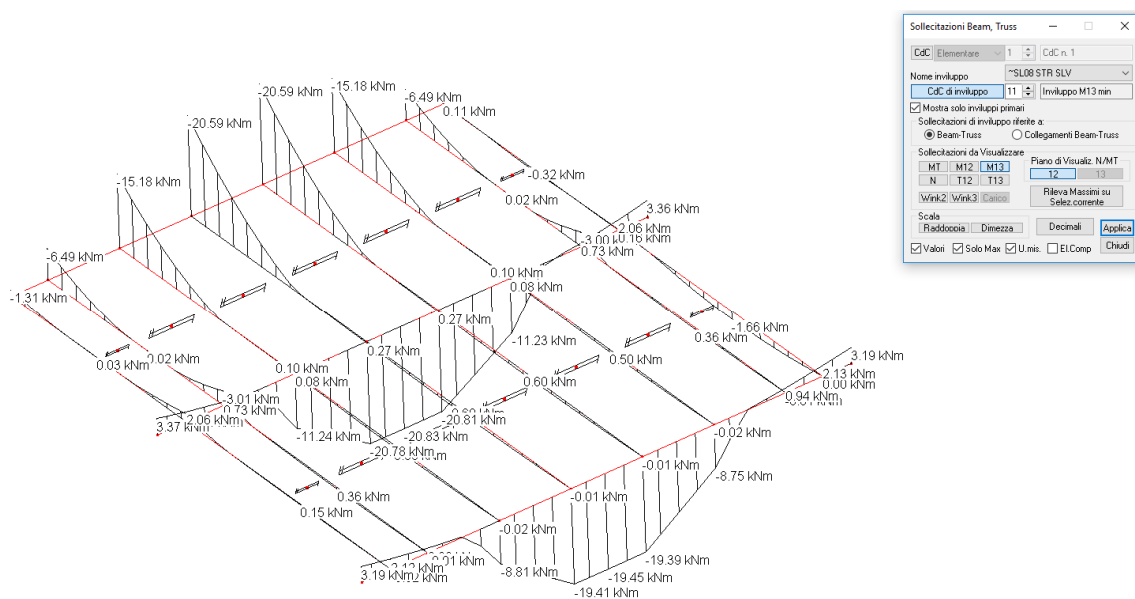 Sollecitazioni Beam, Truss
CdC Elementare 1 CdC n. 1
Nome inviluppo ~SL08 STR SLV
CdC di inviluppo 11 Inviluppo M13 min
Mostra solo inviluppi primari
Sollecitazioni di inviluppo riferite a:
Beam-Truss Collegamenti Beam-Truss
Sollecitazioni da Visualizzare
MT M12 M13
N T12 T13
Wink2 Wink3 Carico
Piano di Visualiz. N/MT
12 13
Rileva Massimi su
Selez.corrente
Scala
Raddoppia Dimezza
Decimali
Applica
Valori Solo Max U.mis. El.Comp
Chiudi
-15.18 kNm
-20.59 kNm
-6.49 kNm
0.11 kNm
-20.59 kNm
-0.32 kNm
-15.18 kNm
0.02 kNm
3.36 kNm
2.06 kNm
-3.00
0.16 kNm
0.73 kNm
-6.49 kNm
0.10 kNm
0.08 kNm
-1.31 kNm
0.27 kNm
-1.66 kNm
0.36 kNm
-11.23 kNm
0.27 kNm
0.50 kNm
3.19 kNm
0.02 kNm
0.03 kNm
0.10 kNm
0.08 kNm
0.60 kNm
2.13 kNm
0.00 kNm
0.94 kNm
-3.01 kNm
0.73 kNm
2.06 kNm
3.37 kNm
-20.81 kNm
-11.24 kNm
-20.83 kNm
-20.78 kNm
-0.02 kNm
-0.01 kNm
-8.75 kNm
0.36 kNm
-0.01 kNm
0.15 kNm
-0.02 kNm
-19.39 kNm
3.19 kNm
-8.81 kNm
-19.45 kNm
-19.41 kNm